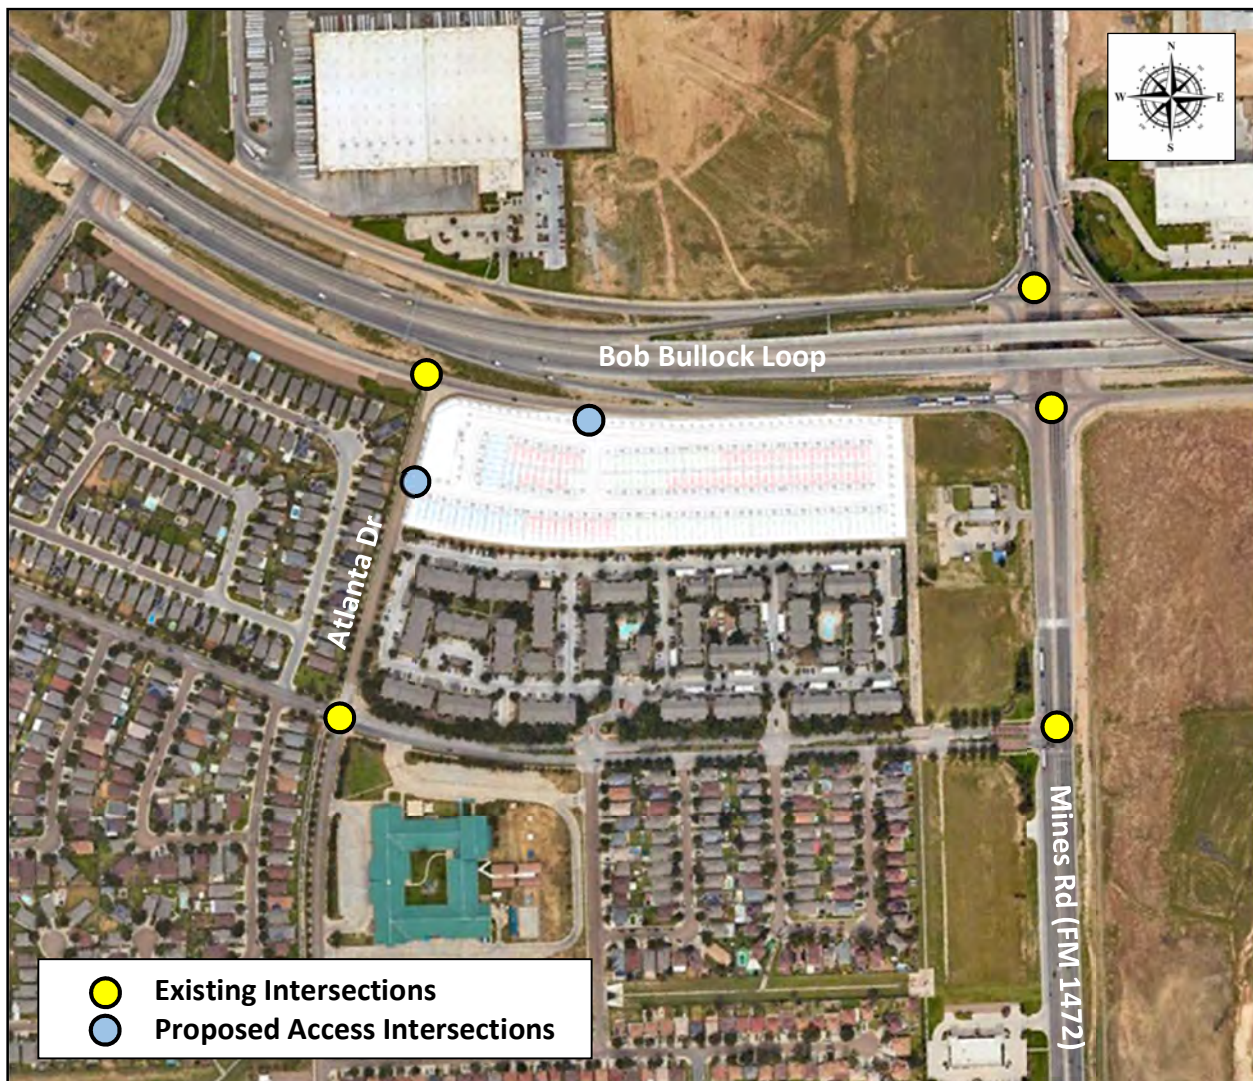 N
W E
S
Bob Bullock Loop
Atlanta Dr
Mines Rd (FM 1472)
Existing Intersections
Proposed Access Intersections